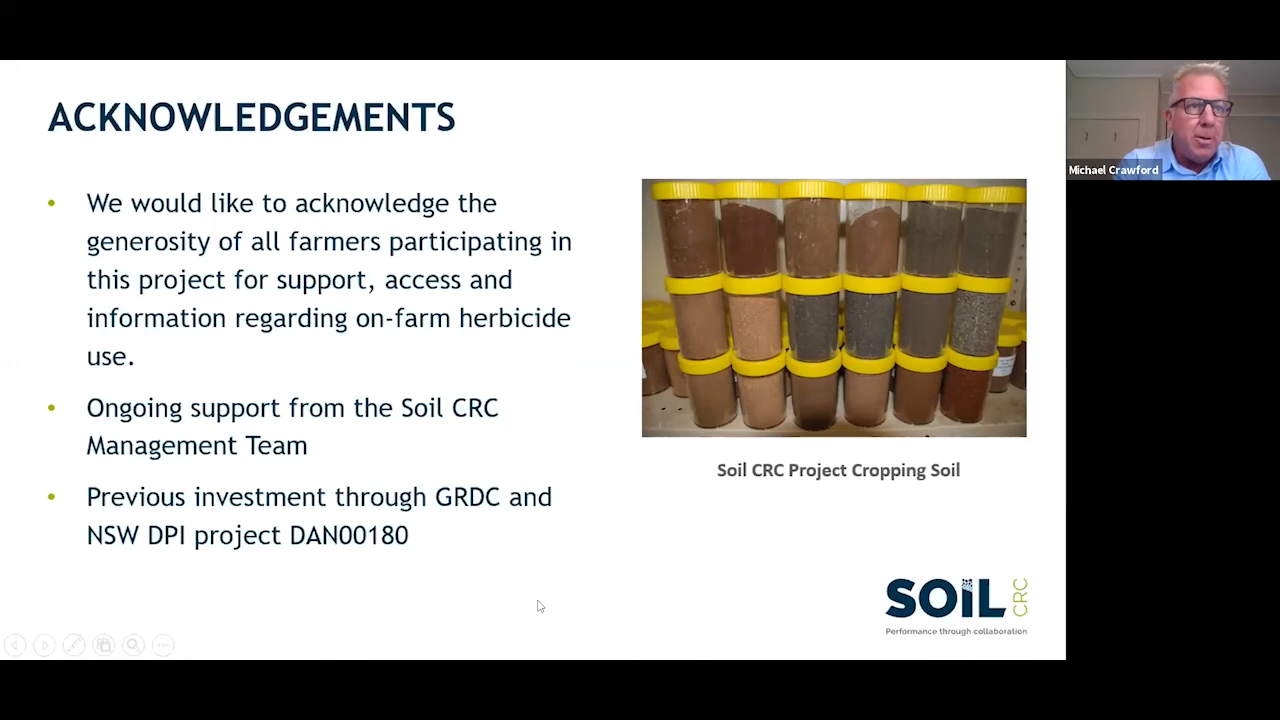 ACKNOWLEDGEMENTS
• We would like to acknowledge the
generosity of all farmers participating in
this project for support, access and
information regarding on-farm herbicide
use.
• Ongoing support from the Soil CRC
Management Team
• Previous investment through GRDC and
NSW DPI project DAN00180
Michael Crawford
Soil CRC Project Cropping Soil
SOIL CRC
Performance through collaboration